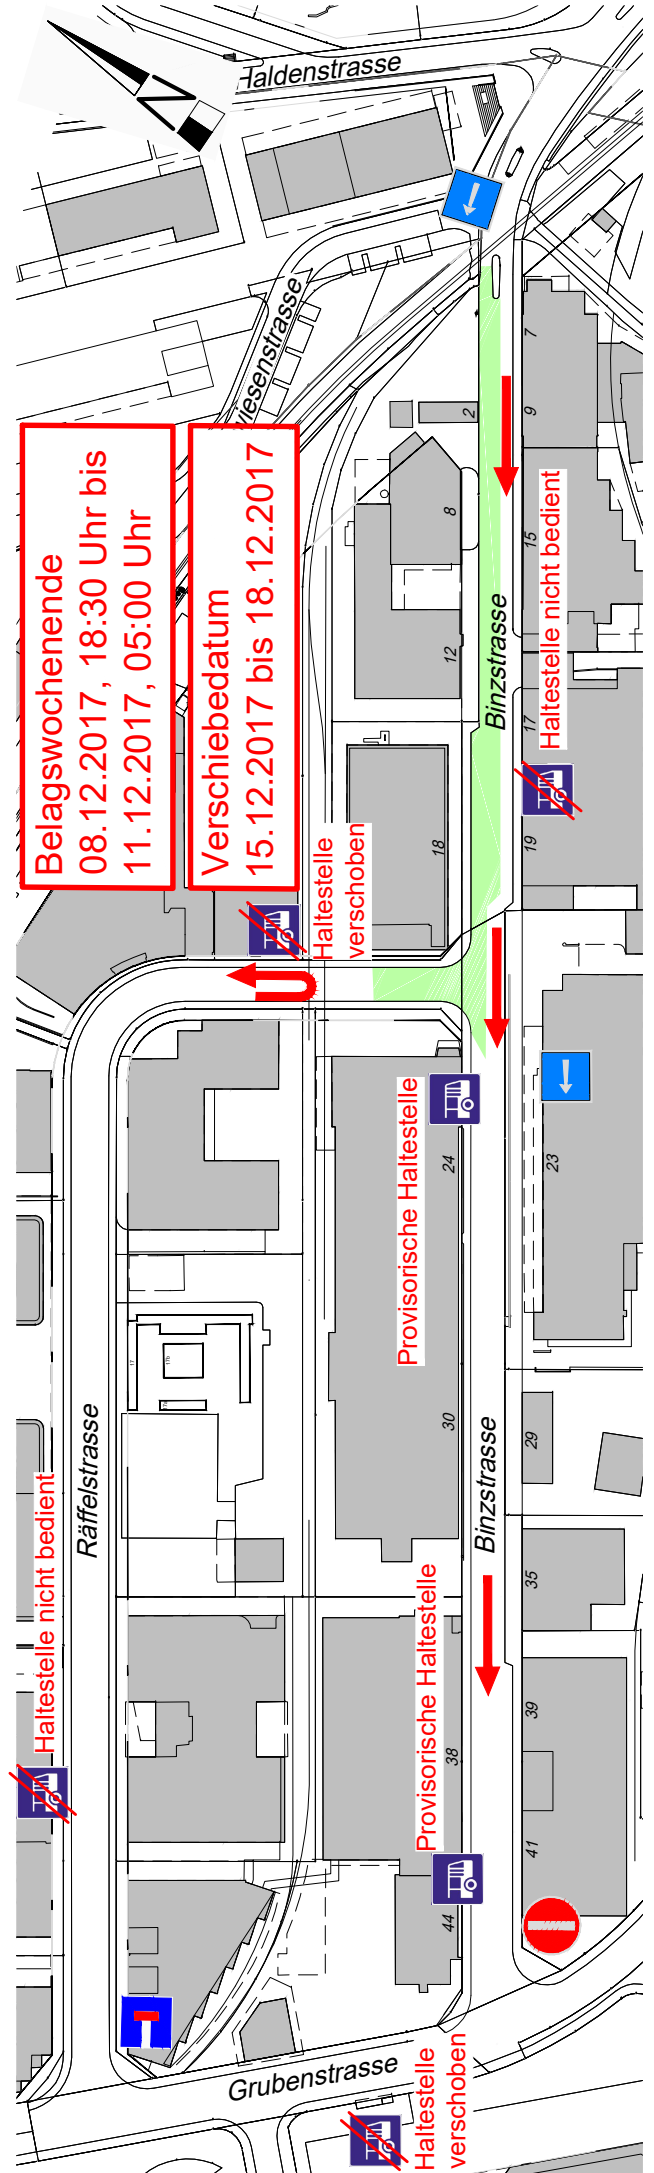 Haldenstrasse
wiesenstrasse
Belagswochenende
08.12.2017, 18:30 Uhr bis
11.12.2017, 05:00 Uhr
Verschiebedatum
15.12.2017 bis 18.12.2017
2
7
9
8
15
12
Binzstrasse
17
Haltestelle nicht bedient
19
18
Haltestelle
verschoben
Provisorische Haltestelle
24
23
30
29
Binzstrasse
Räffelstrasse
17
17b
Haltestelle nicht bedient
35
Provisorische Haltestelle
38
39
41
44
Grubenstrasse
Haltestelle
verschoben